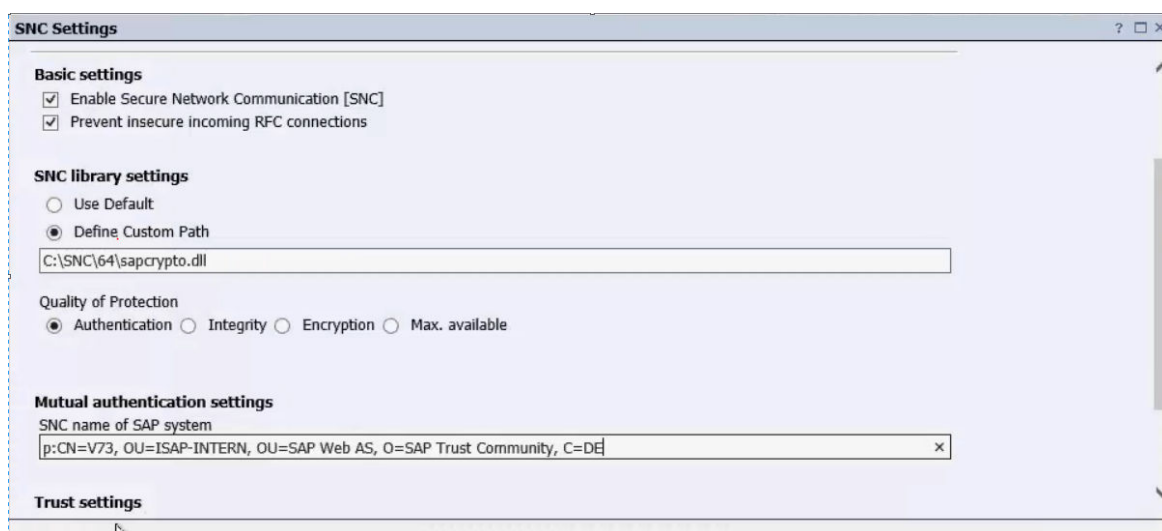 SNC Settings
Basic settings
Enable Secure Network Communication [SNC]
Prevent insecure incoming RFC connections
SNC library settings
Use Default
Define Custom Path
C:\SNC\64\sapcrypto.dll
Quality of Protection
Authentication Integrity Encryption Max. available
Mutual authentication settings
SNC name of SAP system
p:CN=V73, OU=ISAP-INTERN, OU=SAP Web AS, O=SAP Trust Community, C=DE
Trust settings